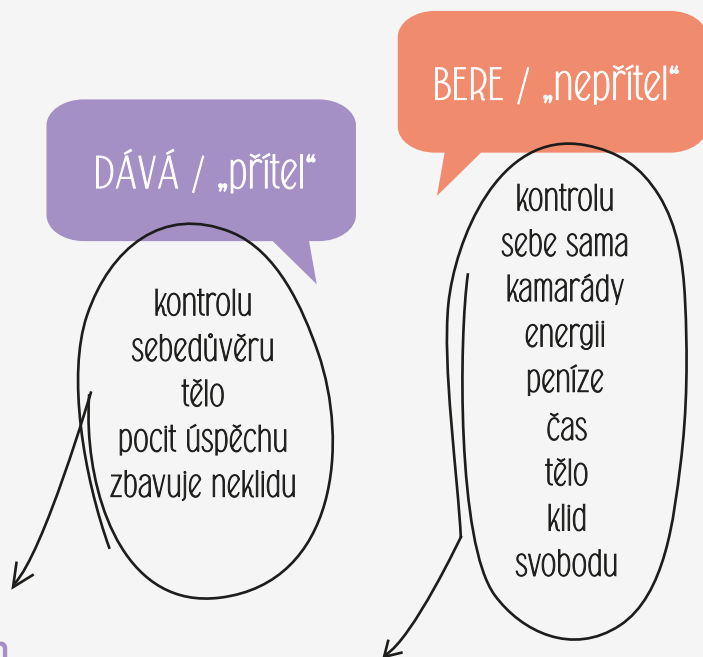 DÁVÁ / „přítel“
kontrolu
sebedůvěru
tělo
pocit úspěchu
zbavuje neklidu
BERE / „nepřítel“
kontrolu
sebe sama
kamarády
energii
peníze
čas
tělo
klid
svobodu